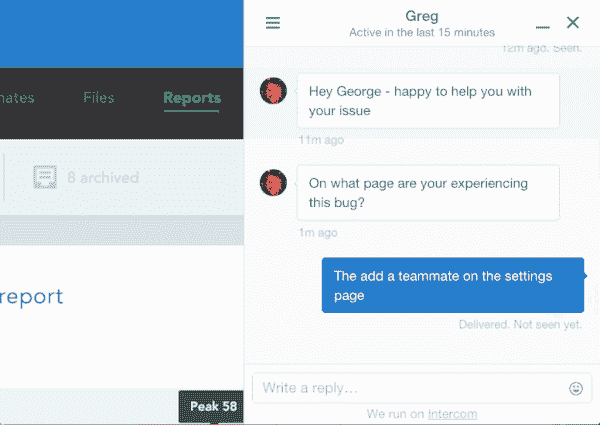 Greg
Active in the last 15 minutes
12m ago. Seen.
mates
Files
Reports
Hey George - happy to help you with
your issue
11m ago
8 archived
On what page are your experiencing
this bug?
1m ago
The add a teammate on the settings
page
report
Delivered. Not seen yet.
Write a reply...
Peak 58
We run on Intercom